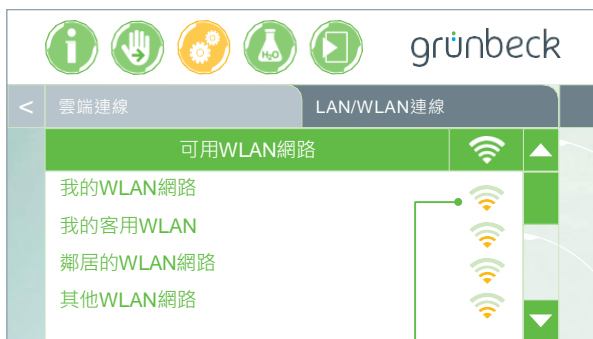 i
H₂O
grünbeck
<
雲端連線
LAN/WLAN連線
可用WLAN網路
我的WLAN網路
我的客用WLAN
鄰居的WLAN網路
其他WLAN網路